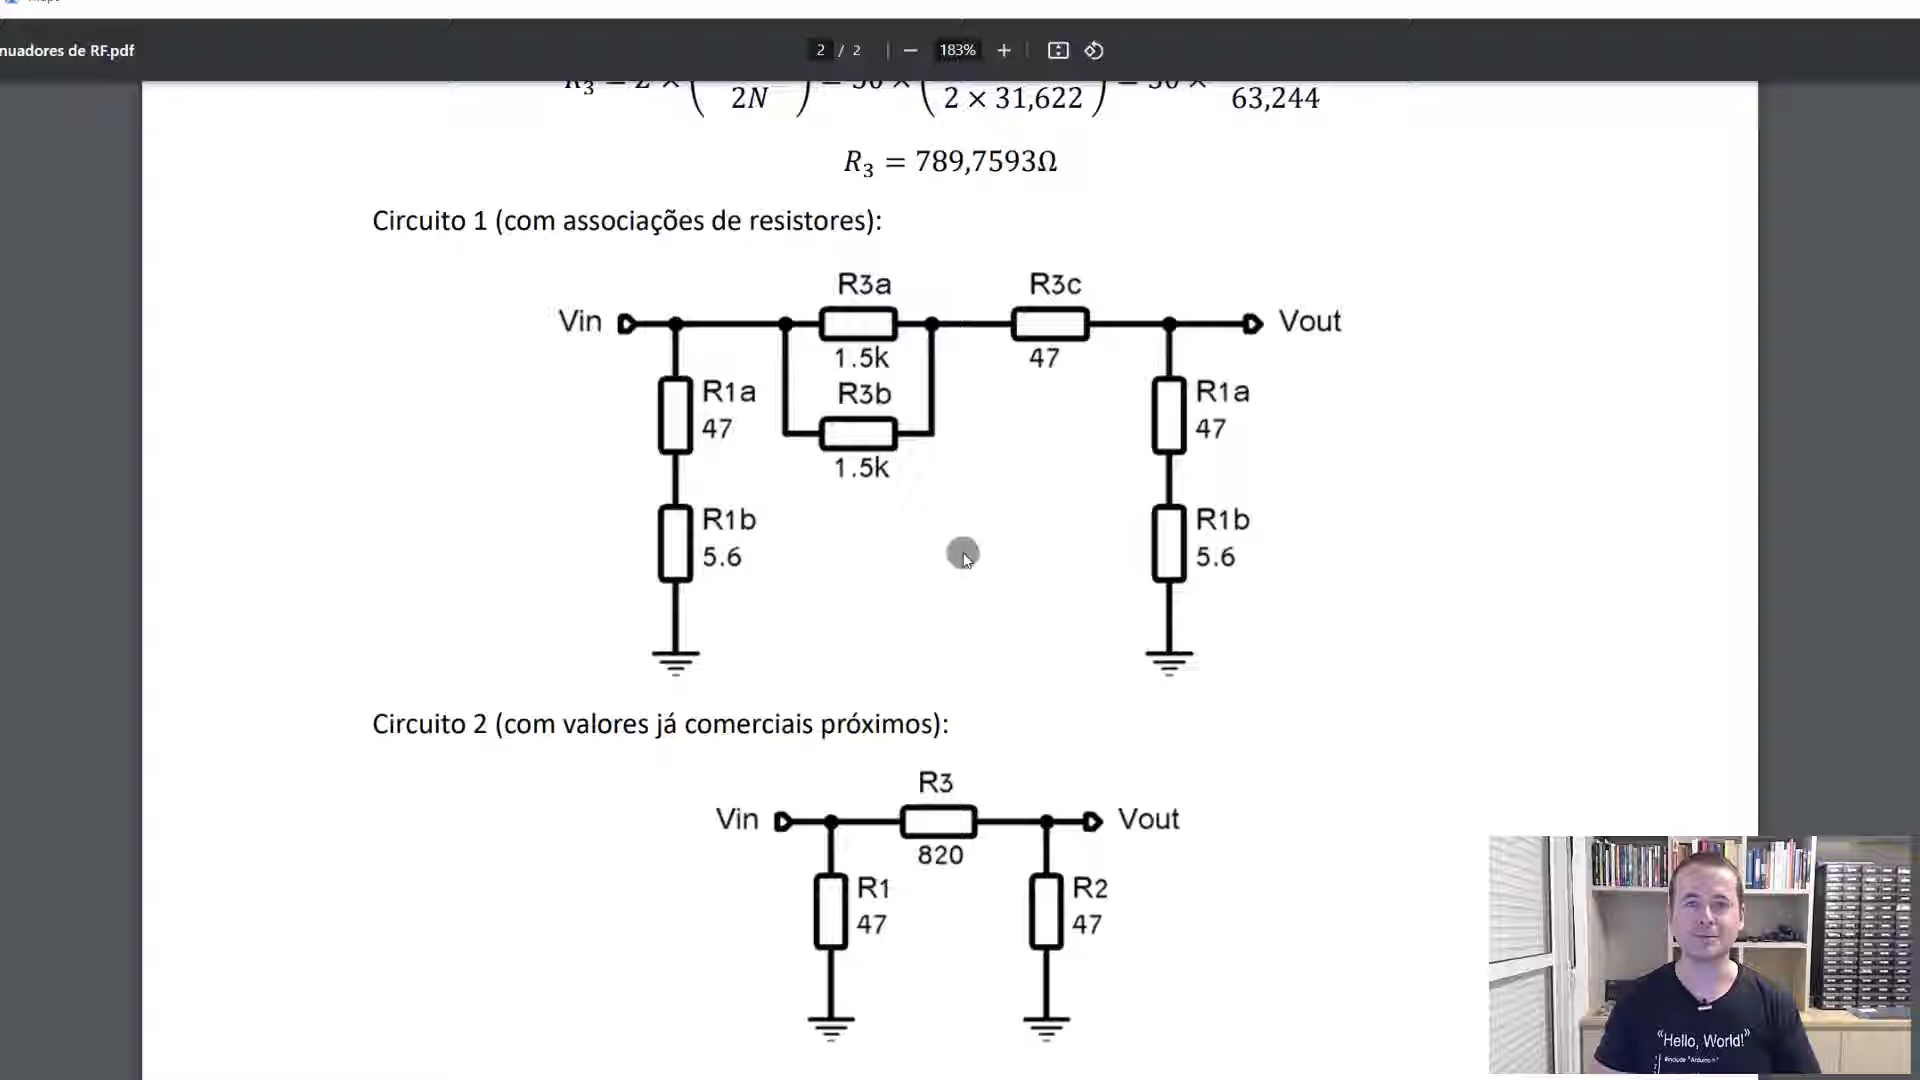 nuadores de RF.pdf
2 / 2
183%
R₃ = Z × ( 2N ) = 50 × ( 2 × 31,622 ) = 50 × 63,244
R₃ = 789,7593Ω
Circuito 1 (com associações de resistores):
R3a R3c
Vin Vout
1.5k 47
R1a R3b R1a
47 47
1.5k
R1b R1b
5.6 5.6
Circuito 2 (com valores já comerciais próximos):
R3
Vin Vout
820
R1 R2
47 47
"Hello, World!"